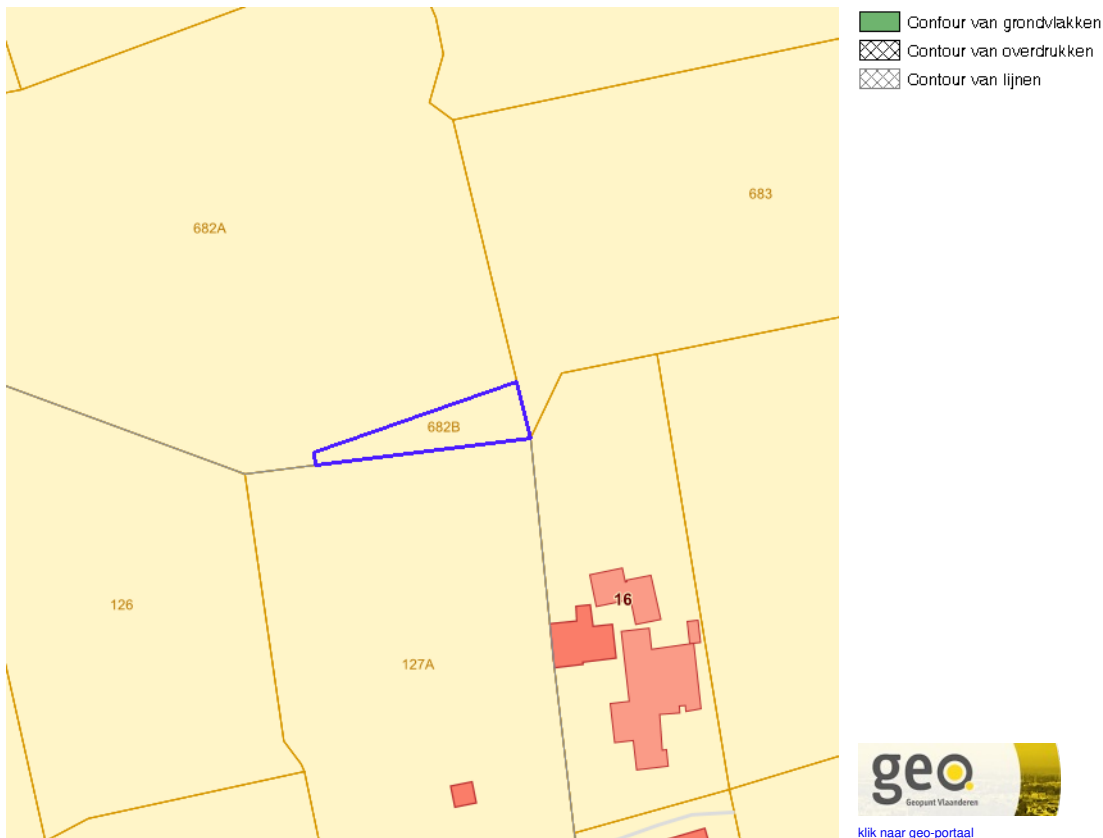 Contour van grondvlakken
Contour van overdrukken
Contour van lijnen
683
682A
682B
126
16
127A
geo.
Geopunt Vlaanderen
klik naar geo-portaal